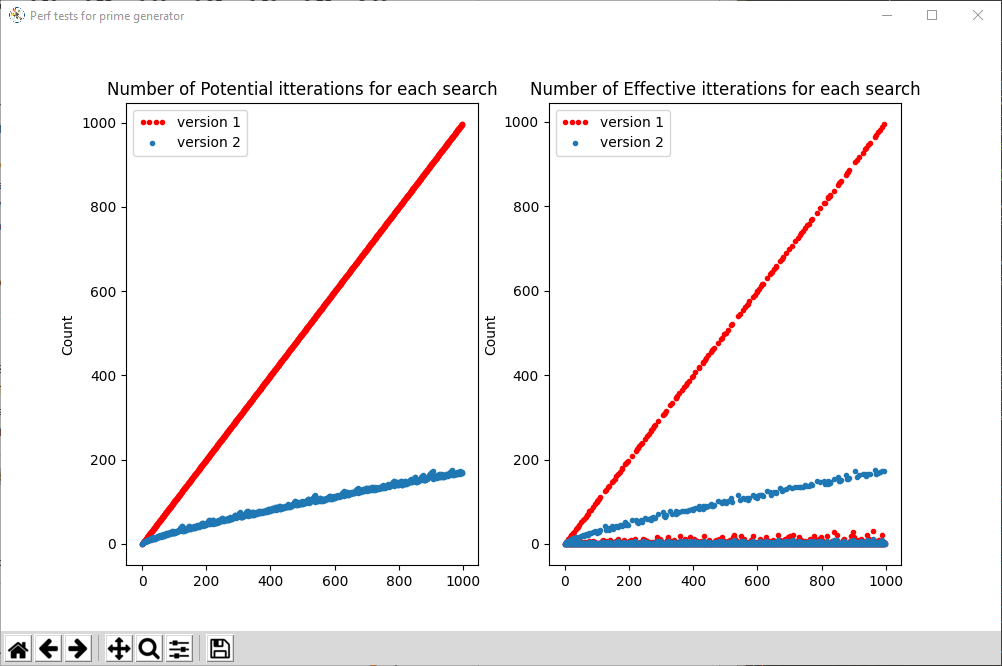 Perf tests for prime generator
Number of Potential itterations for each search
version 1
version 2
Count
1000
800
600
400
200
0
0 200 400 600 800 1000
Number of Effective itterations for each search
version 1
version 2
Count
1000
800
600
400
200
0
0 200 400 600 800 1000